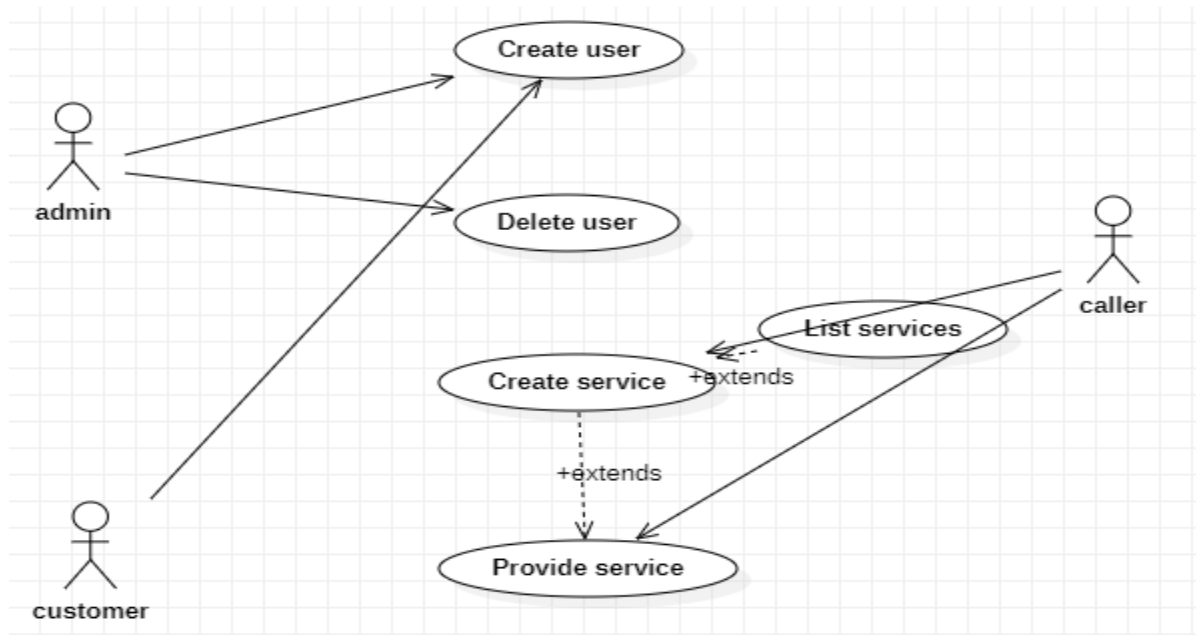 Create user
admin
Delete user
caller
List services
+extends
Create service
+extends
Provide service
customer